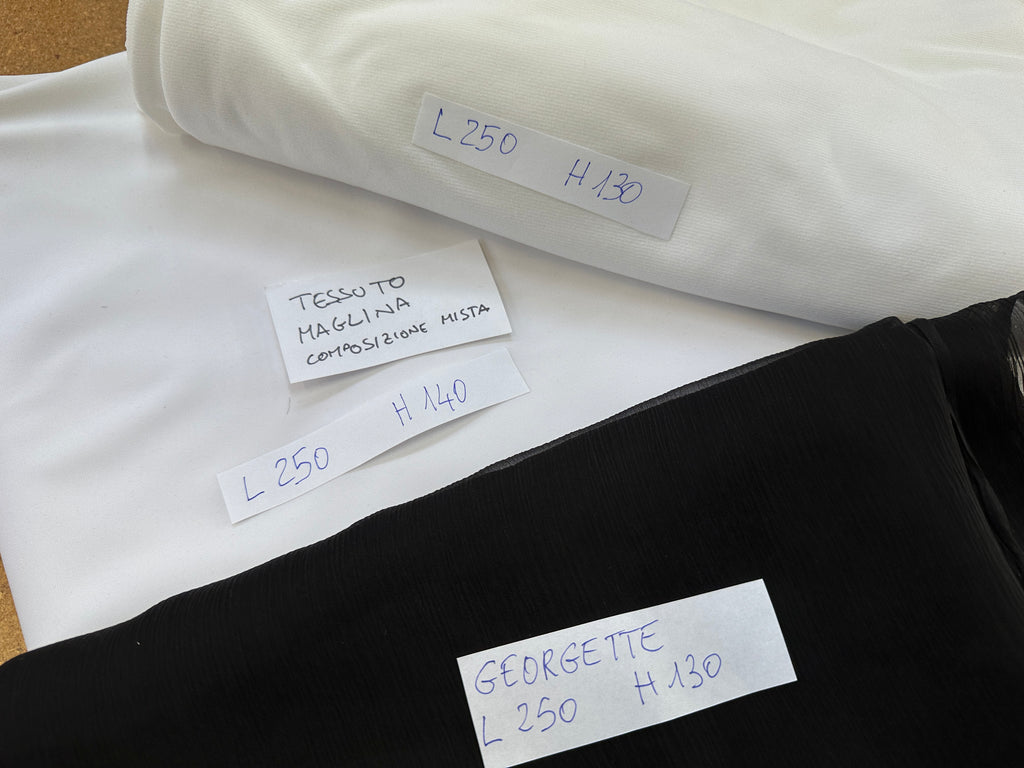 L 250 H 130
TESSUTO
MAGLINA
COMPOSIZIONE MISTA
L 250 H 140
GEORGETTE
L 250 H 130